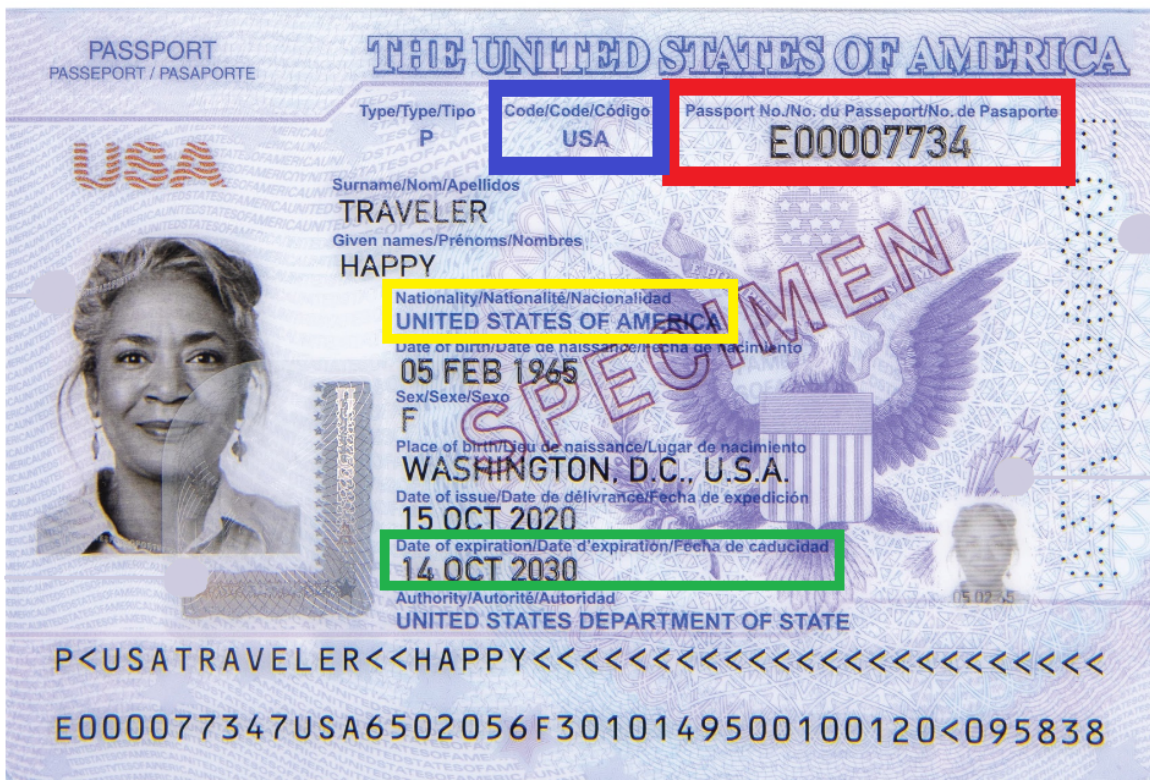 PASSPORT
PASSEPORT / PASAPORTE
THE UNITED STATES OF AMERICA
USA
Type/Type/Tipo
P
Code/Code/Código
USA
Passport No./No. du Passeport/No. de Pasaporte
E00007734
Surname/Nom/Apellidos
TRAVELER
Given names/Prénoms/Nombres
HAPPY
Nationality/Nationalité/Nacionalidad
UNITED STATES OF AMERICA
Date of birth/Date de naissance/Fecha de nacimiento
05 FEB 1965
Sex/Sexe/Sexo
F
Place of birth/Lieu de naissance/Lugar de nacimiento
WASHINGTON, D.C., U.S.A.
Date of issue/Date de délivrance/Fecha de expedición
15 OCT 2020
Date of expiration/Date d'expiration/Fecha de caducidad
14 OCT 2030
Authority/Autorité/Autoridad
UNITED STATES DEPARTMENT OF STATE
SPECIMEN
P<USATRAVELER<<HAPPY<<<<<<<<<<<<<<<<<<<<<<<<
E000077347USA6502056F3010149500100120<095838